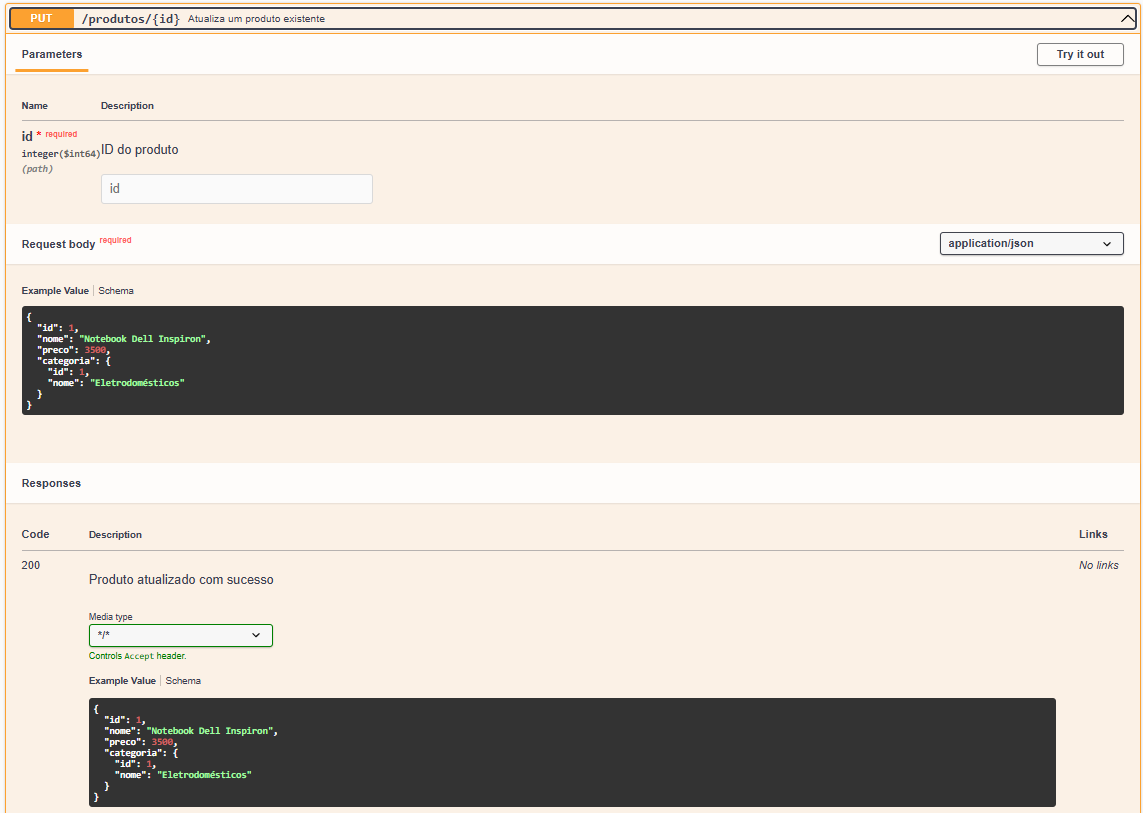 PUT /produtos/{id} Atualiza um produto existente
Parameters
Try it out
Name Description
id * required
integer($int64)
(path)
ID do produto
id
Request body required
application/json
Example Value Schema
{
  "id": 1,
  "nome": "Notebook Dell Inspiron",
  "preco": 3500,
  "categoria": {
    "id": 1,
    "nome": "Eletrodomésticos"
  }
}
Responses
Code Description Links
200
Produto atualizado com sucesso
No links
Media type
*/*
Controls Accept header.
Example Value Schema
{
  "id": 1,
  "nome": "Notebook Dell Inspiron",
  "preco": 3500,
  "categoria": {
    "id": 1,
    "nome": "Eletrodomésticos"
  }
}